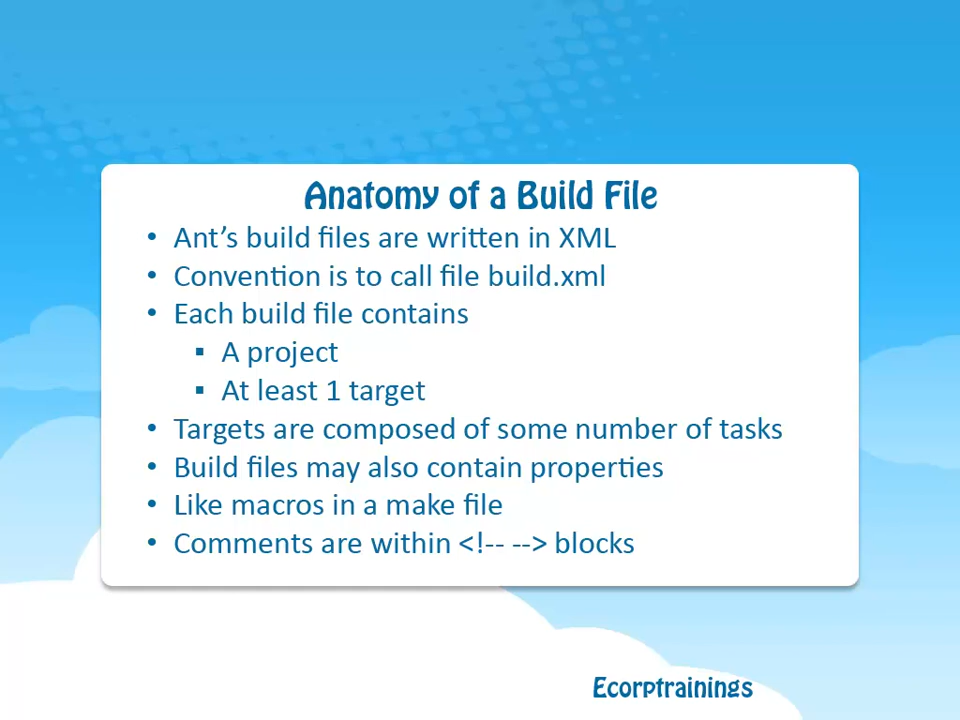 Anatomy of a Build File
• Ant’s build files are written in XML
• Convention is to call file build.xml
• Each build file contains
▪ A project
▪ At least 1 target
• Targets are composed of some number of tasks
• Build files may also contain properties
• Like macros in a make file
• Comments are within <!-- --> blocks
Ecorptrainings